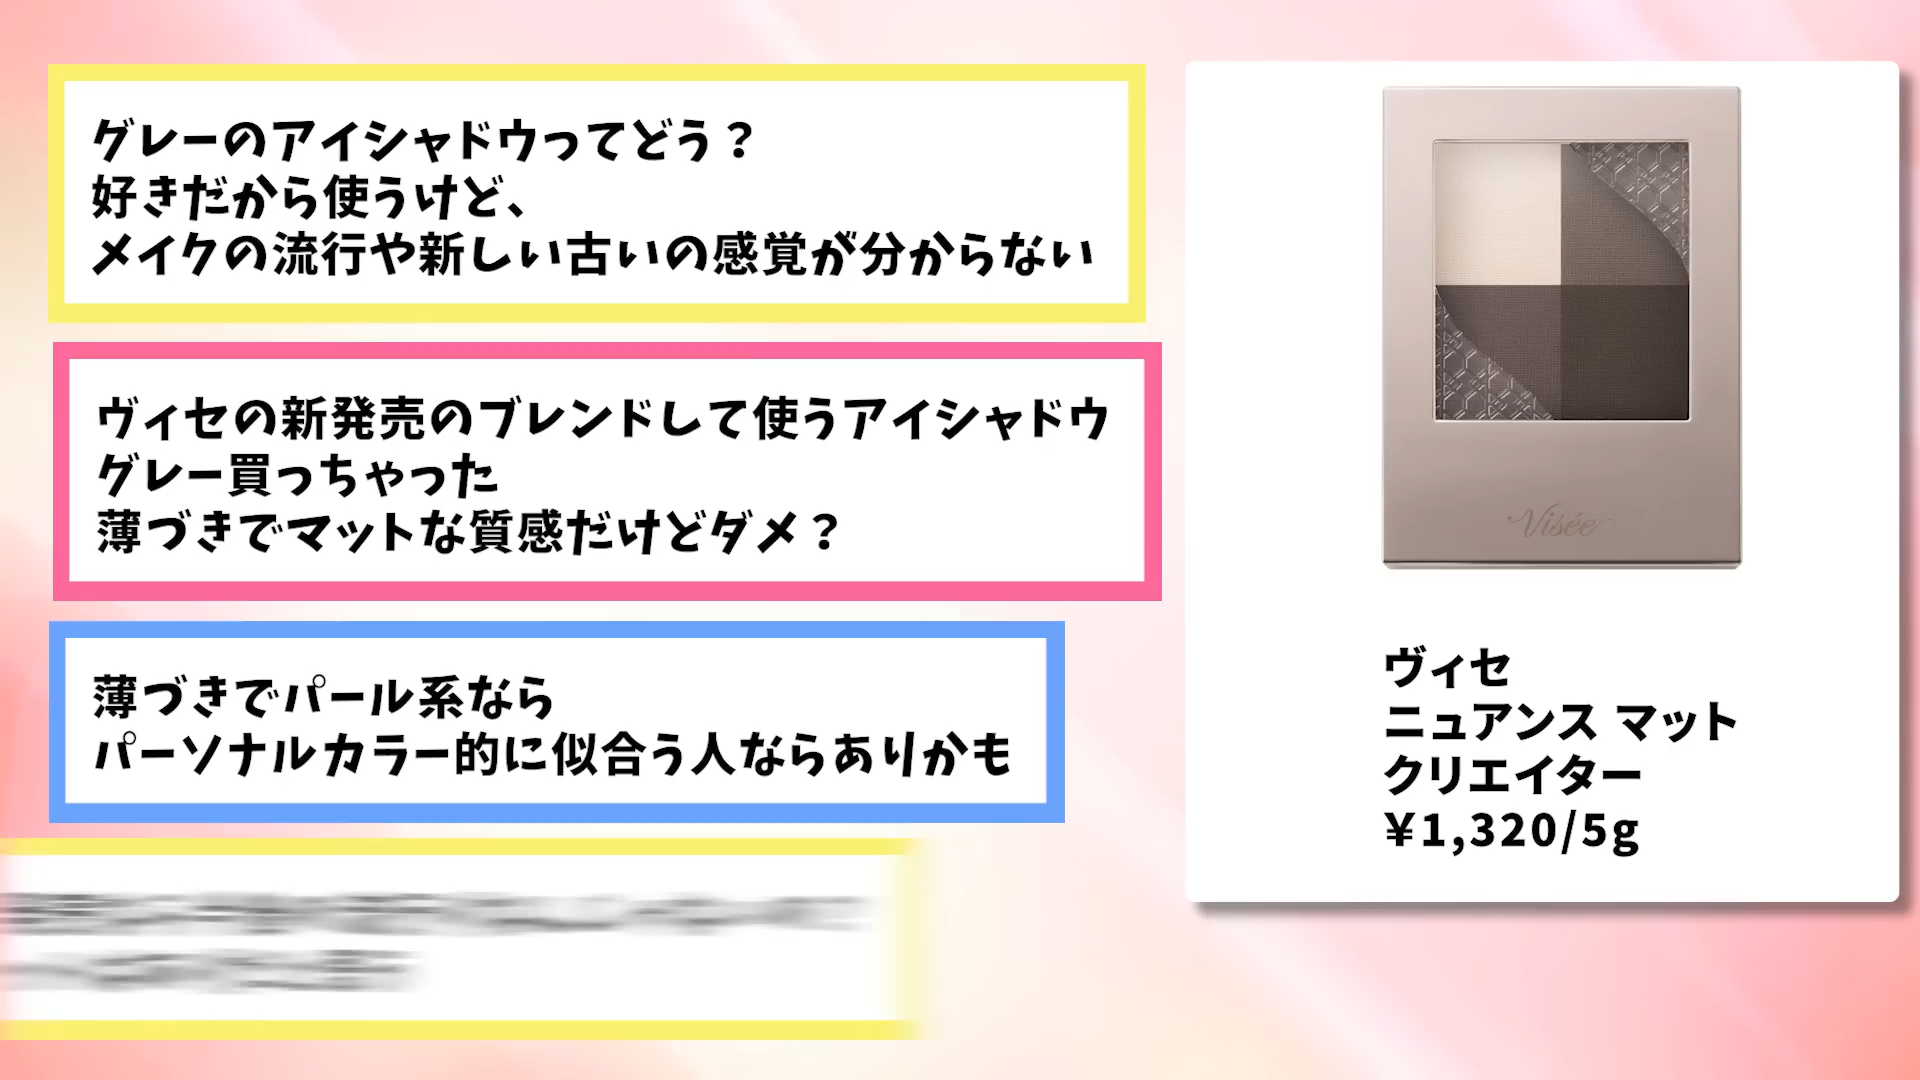 グレーのアイシャドウってどう？
好きだから使うけど、
メイクの流行や新しい古いの感覚が分からない
ヴィセの新発売のブレンドして使うアイシャドウ
グレー買っちゃった
薄づきでマットな質感だけどダメ？
薄づきでパール系なら
パーソナルカラー的に似合う人ならありかも
Visée
ヴィセ
ニュアンス マット
クリエイター
￥1,320/5g